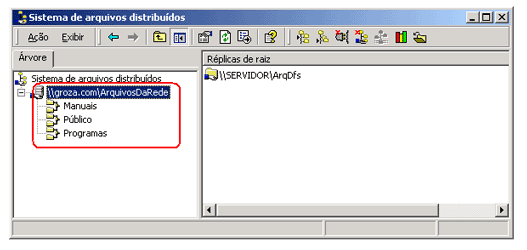 Sistema de arquivos distribuídos
Ação Exibir
Árvore
Réplicas de raiz
Sistema de arquivos distribuídos
\\groza.com\ArquivosDaRede
Manuais
Público
Programas
\\SERVIDOR\ArqDfs